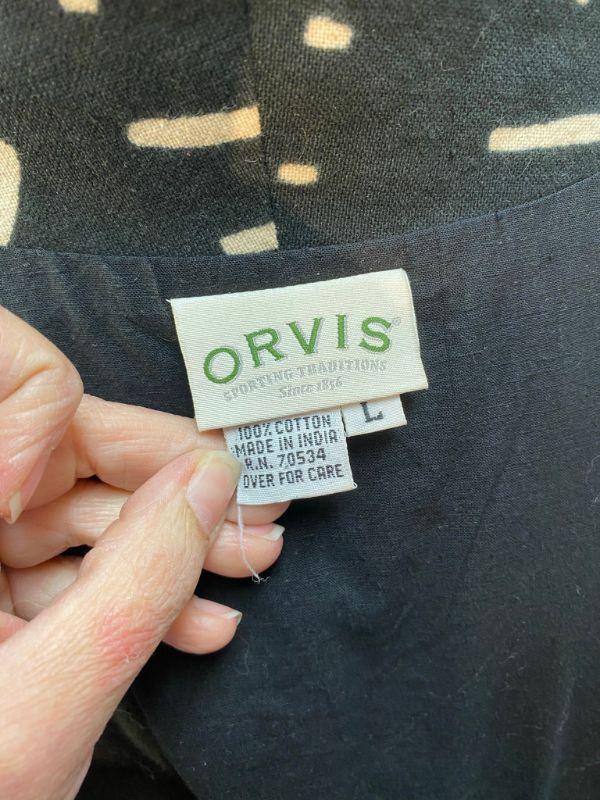 ORVIS®
SPORTING TRADITIONS
Since 1856
L
100% COTTON
MADE IN INDIA
R.N. 70534
OVER FOR CARE